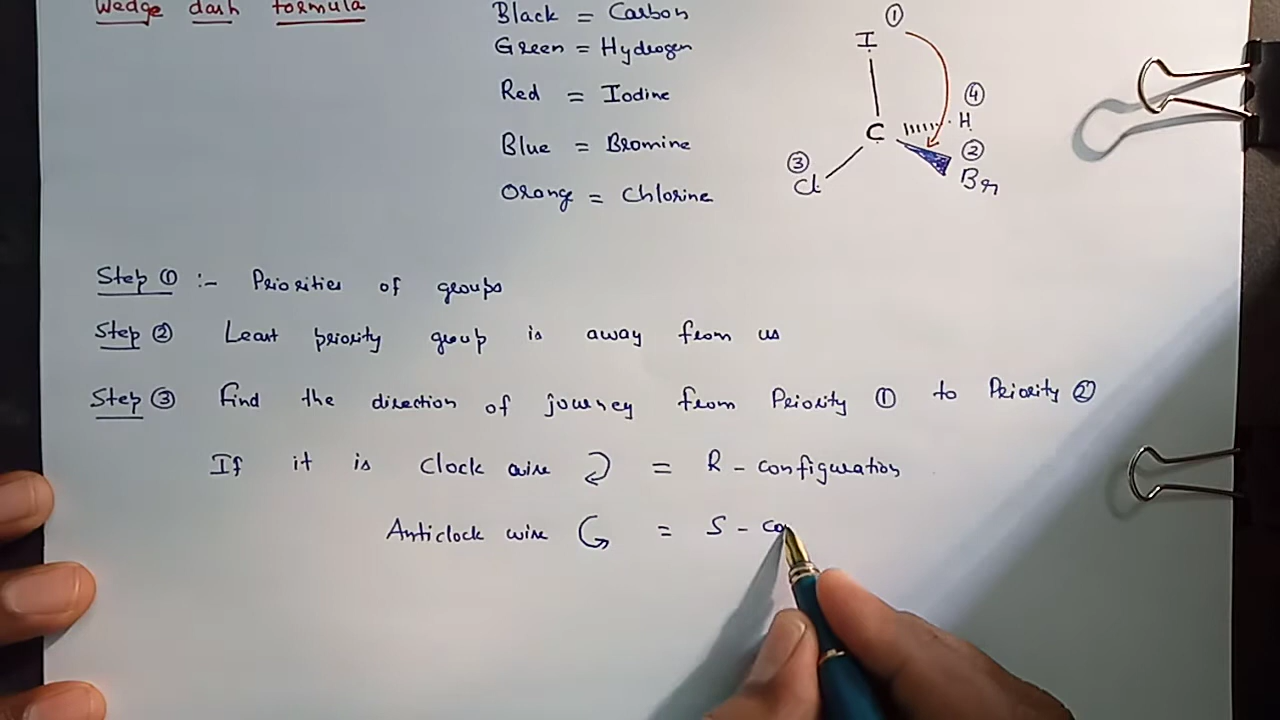 Wedge dash formula
Black = Carbon
Green = Hydrogen
Red = Iodine
Blue = Bromine
Orange = Chlorine
①
I
④
C
H
②
③
Cl
Br
Step ① :- Priorities of groups
Step ② Least priority group is away from us
Step ③ Find the direction of journey from Priority ① to Priority ②
If it is clock wise = R - configuration
Anticlock wise = S - co